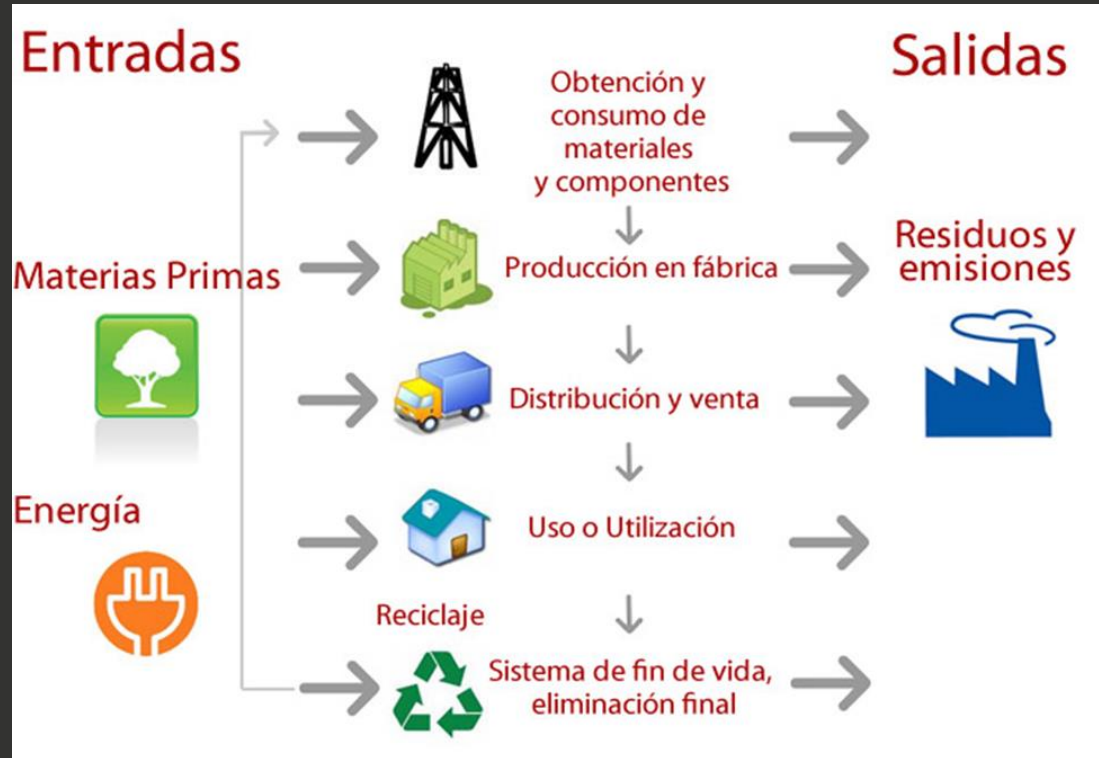 Entradas
Salidas
Obtención y
consumo de
materiales
y componentes
Materias Primas
Producción en fábrica
Residuos y
emisiones
Distribución y venta
Energía
Uso o Utilización
Reciclaje
Sistema de fin de vida,
eliminación final